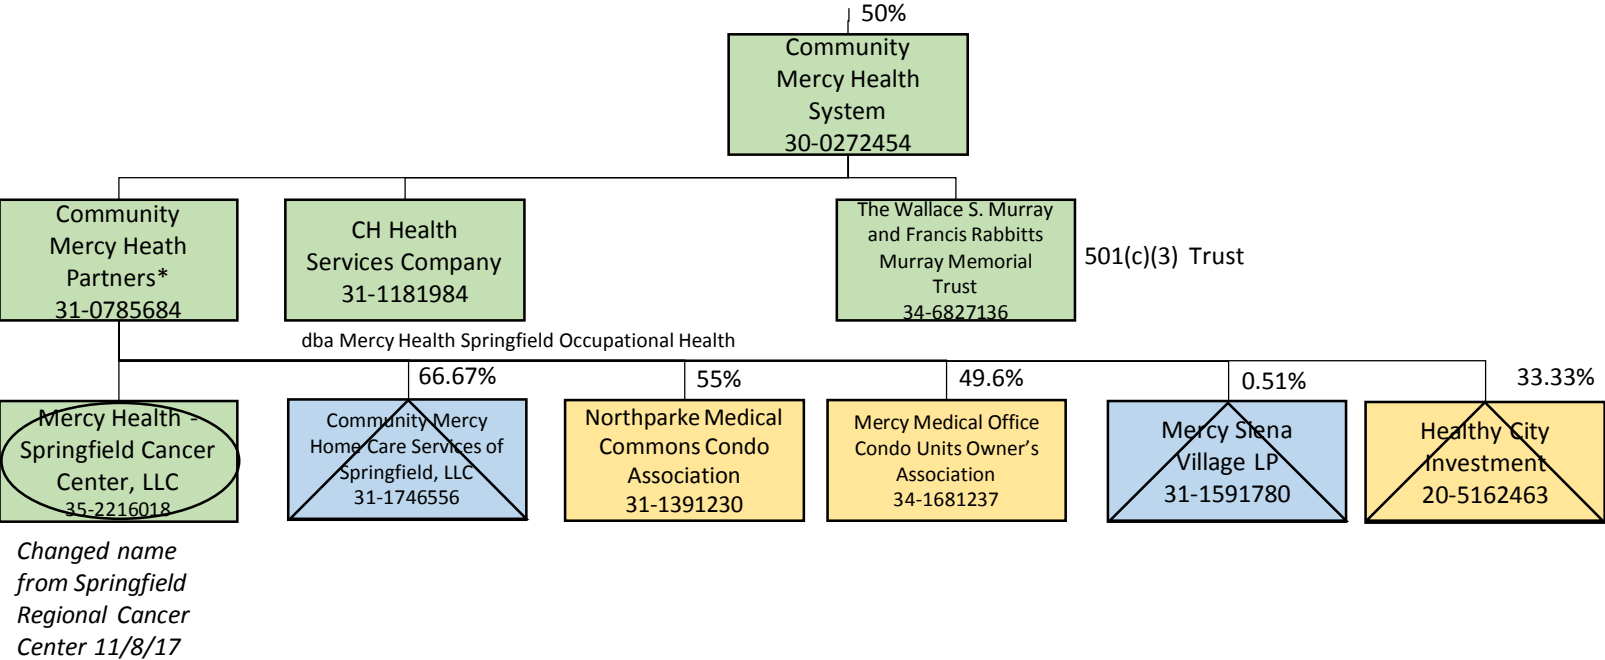 50%
Community
Mercy Health
System
30-0272454
Community
Mercy Heath
Partners*
31-0785684
CH Health
Services Company
31-1181984
The Wallace S. Murray
and Francis Rabbitts
Murray Memorial
Trust
34-6827136
501(c)(3) Trust
dba Mercy Health Springfield Occupational Health
Mercy Health -
Springfield Cancer
Center, LLC
35-2216018
Changed name
from Springfield
Regional Cancer
Center 11/8/17
66.67%
Community Mercy
Home Care Services of
Springfield, LLC
31-1746556
55%
Northparke Medical
Commons Condo
Association
31-1391230
49.6%
Mercy Medical Office
Condo Units Owner's
Association
34-1681237
0.51%
Mercy Siena
Village LP
31-1591780
33.33%
Healthy City
Investment
20-5162463